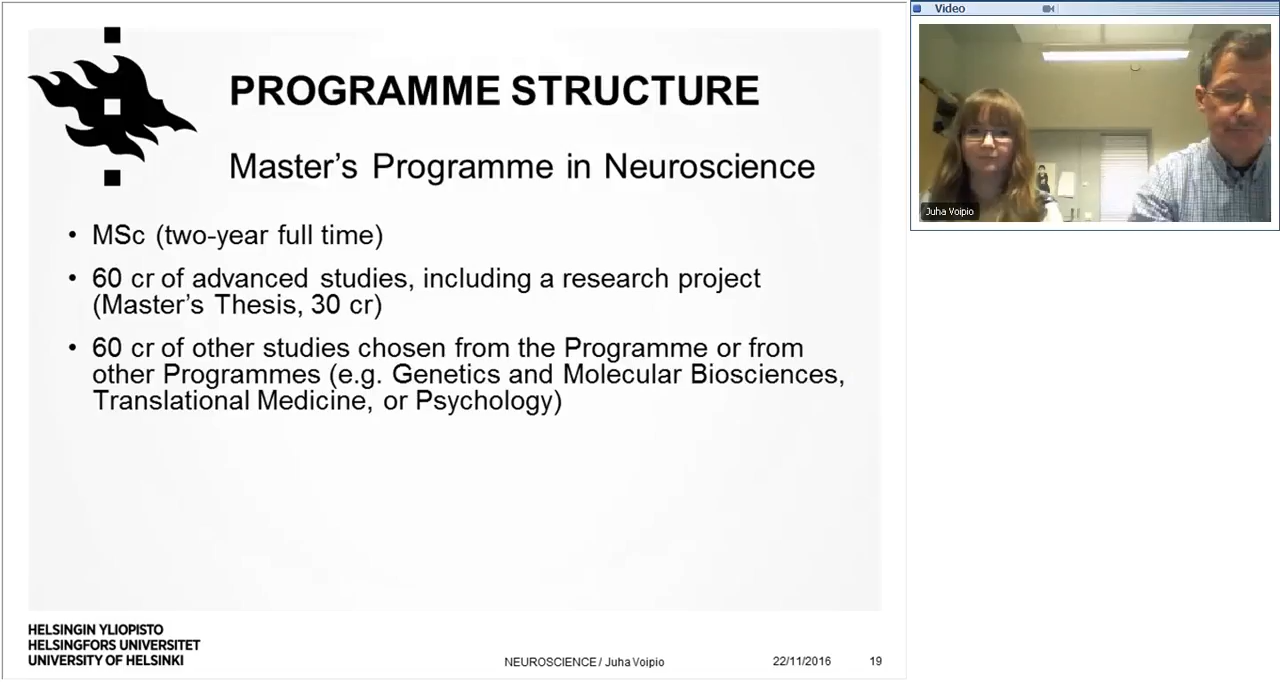 PROGRAMME STRUCTURE
Master's Programme in Neuroscience
• MSc (two-year full time)
• 60 cr of advanced studies, including a research project
(Master's Thesis, 30 cr)
• 60 cr of other studies chosen from the Programme or from
other Programmes (e.g. Genetics and Molecular Biosciences,
Translational Medicine, or Psychology)
HELSINGIN YLIOPISTO
HELSINGFORS UNIVERSITET
UNIVERSITY OF HELSINKI
NEUROSCIENCE / Juha Voipio
22/11/2016
19
Video
Juha Voipio